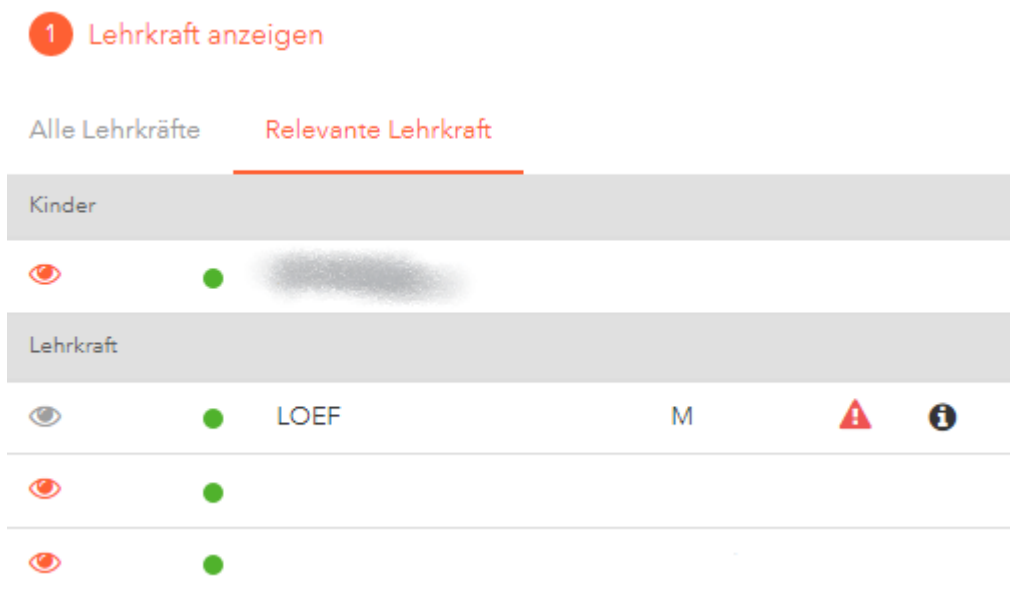 1 Lehrkraft anzeigen
Alle Lehrkräfte Relevante Lehrkraft
Kinder
Lehrkraft
LOEF M